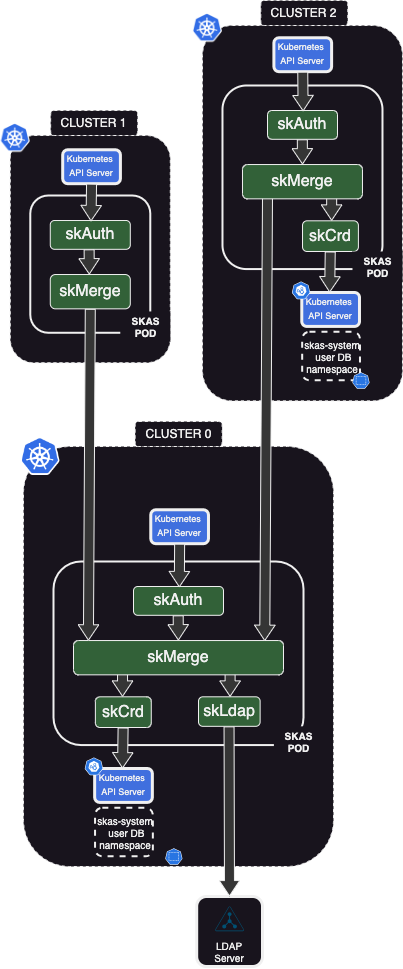 CLUSTER 2
Kubernetes
API Server
skAuth
skMerge
skCrd
SKAS
POD
Kubernetes
API Server
skas-system
user DB
namespace
CLUSTER 1
Kubernetes
API Server
skAuth
skMerge
SKAS
POD
CLUSTER 0
Kubernetes
API Server
skAuth
skMerge
skCrd
skLdap
SKAS
POD
Kubernetes
API Server
skas-system
user DB
namespace
LDAP
Server